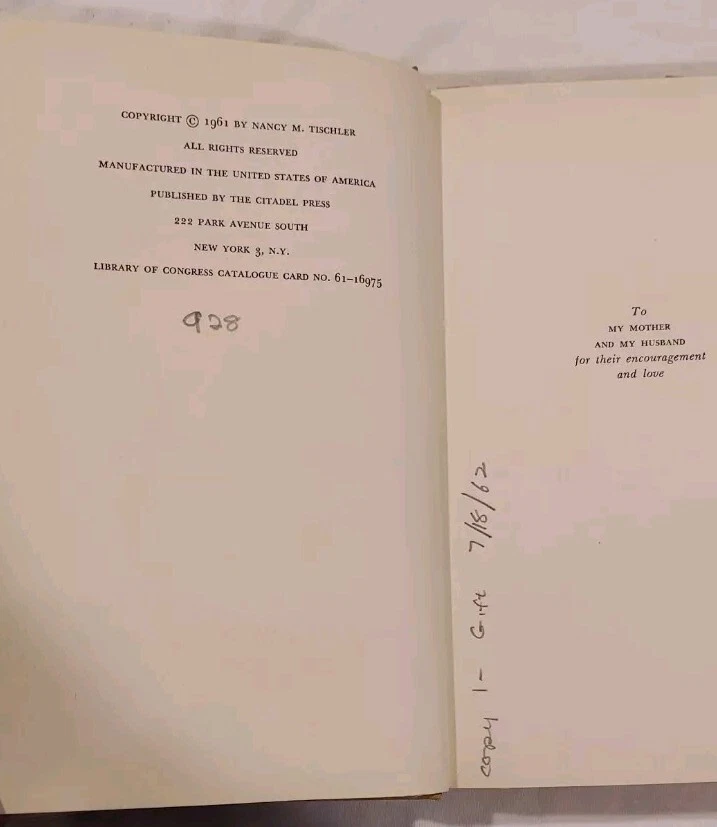 COPYRIGHT © 1961 BY NANCY M. TISCHLER
ALL RIGHTS RESERVED
MANUFACTURED IN THE UNITED STATES OF AMERICA
PUBLISHED BY THE CITADEL PRESS
222 PARK AVENUE SOUTH
NEW YORK 3, N.Y.
LIBRARY OF CONGRESS CATALOGUE CARD NO. 61–16975
928
To
MY MOTHER
AND MY HUSBAND
for their encouragement
and love
copy 1 – Gift 7/18/62